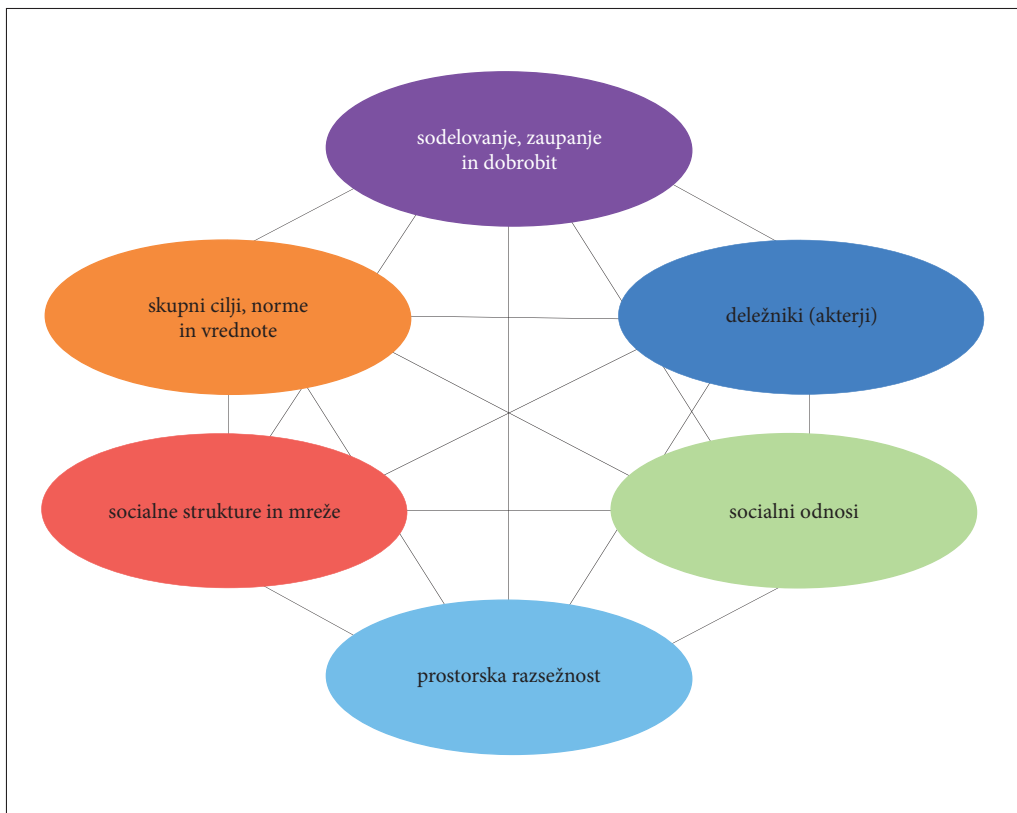 sodelovanje, zaupanje
in dobrobit
skupni cilji, norme
in vrednote
deležniki (akterji)
socialne strukture in mreže
socialni odnosi
prostorska razsežnost